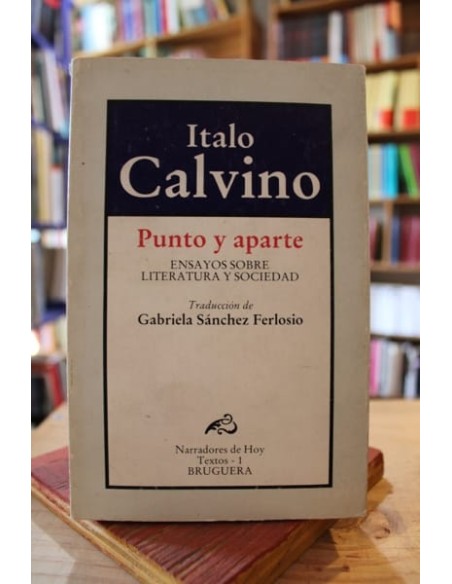 Italo
Calvino
Punto y aparte
ENSAYOS SOBRE
LITERATURA Y SOCIEDAD
Traducción de
Gabriela Sánchez Ferlosio
Narradores de Hoy
Textos - 1
BRUGUERA